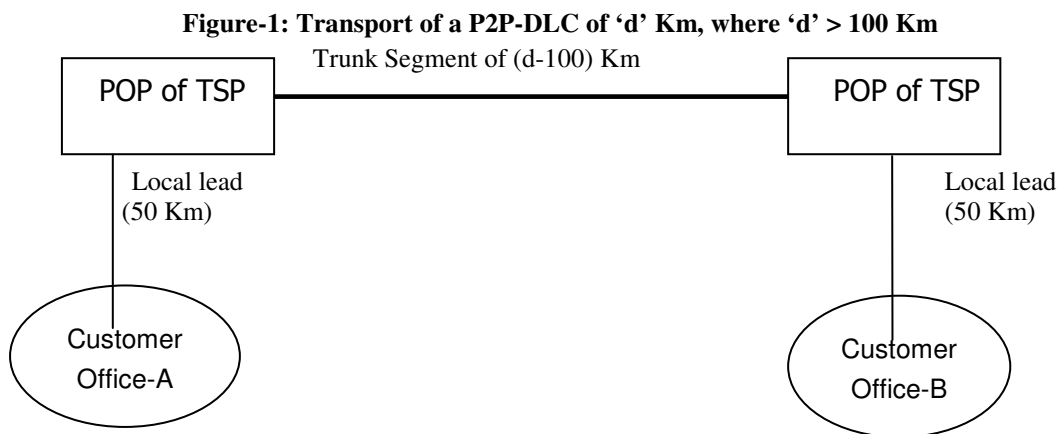 Figure-1: Transport of a P2P-DLC of ‘d’ Km, where ‘d’ > 100 Km
Trunk Segment of (d-100) Km
POP of TSP
POP of TSP
Local lead
(50 Km)
Local lead
(50 Km)
Customer
Office-A
Customer
Office-B